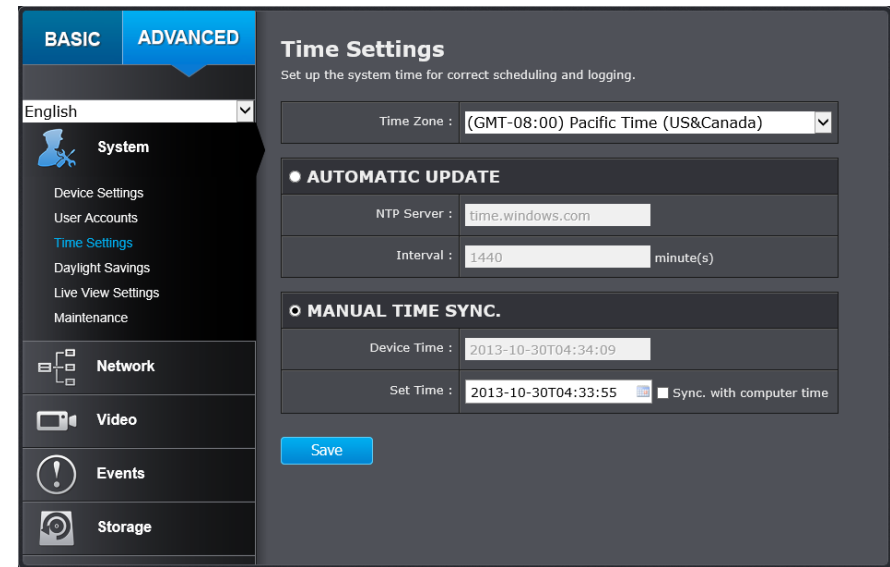 BASIC ADVANCED
English
System
Device Settings
User Accounts
Time Settings
Daylight Savings
Live View Settings
Maintenance
Network
Video
Events
Storage
Time Settings
Set up the system time for correct scheduling and logging.
Time Zone : (GMT-08:00) Pacific Time (US&Canada)
AUTOMATIC UPDATE
NTP Server : time.windows.com
Interval : 1440 minute(s)
MANUAL TIME SYNC.
Device Time : 2013-10-30T04:34:09
Set Time : 2013-10-30T04:33:55 Sync. with computer time
Save